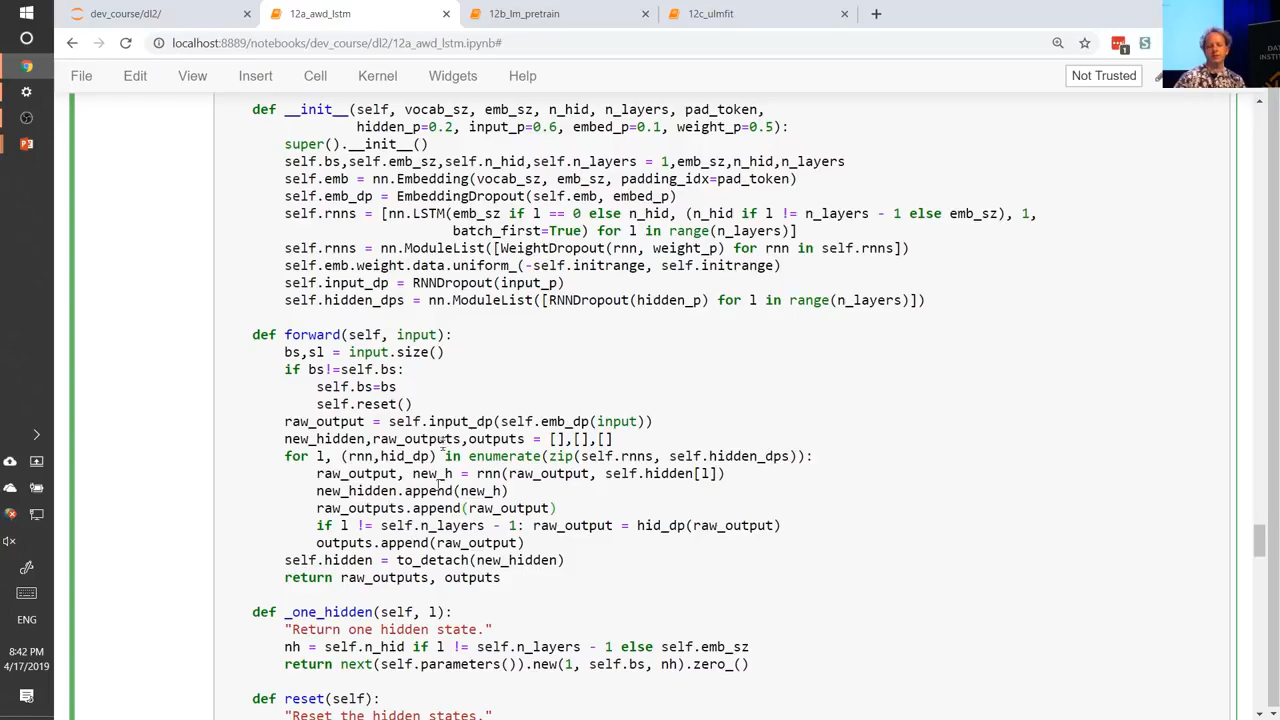 dev_course/dl2/
12a_awd_lstm
12b_lm_pretrain
12c_ulmfit
localhost:8889/notebooks/dev_course/dl2/12a_awd_lstm.ipynb#
File Edit View Insert Cell Kernel Widgets Help
Not Trusted
def __init__(self, vocab_sz, emb_sz, n_hid, n_layers, pad_token,
hidden_p=0.2, input_p=0.6, embed_p=0.1, weight_p=0.5):
super().__init__()
self.bs,self.emb_sz,self.n_hid,self.n_layers = 1,emb_sz,n_hid,n_layers
self.emb = nn.Embedding(vocab_sz, emb_sz, padding_idx=pad_token)
self.emb_dp = EmbeddingDropout(self.emb, embed_p)
self.rnns = [nn.LSTM(emb_sz if l == 0 else n_hid, (n_hid if l != n_layers - 1 else emb_sz), 1,
batch_first=True) for l in range(n_layers)]
self.rnns = nn.ModuleList([WeightDropout(rnn, weight_p) for rnn in self.rnns])
self.emb.weight.data.uniform_(-self.initrange, self.initrange)
self.input_dp = RNNDropout(input_p)
self.hidden_dps = nn.ModuleList([RNNDropout(hidden_p) for l in range(n_layers)])
def forward(self, input):
bs,sl = input.size()
if bs!=self.bs:
self.bs=bs
self.reset()
raw_output = self.input_dp(self.emb_dp(input))
new_hidden,raw_outputs,outputs = [],[],[]
for l, (rnn,hid_dp) in enumerate(zip(self.rnns, self.hidden_dps)):
raw_output, new_h = rnn(raw_output, self.hidden[l])
new_hidden.append(new_h)
raw_outputs.append(raw_output)
if l != self.n_layers - 1: raw_output = hid_dp(raw_output)
outputs.append(raw_output)
self.hidden = to_detach(new_hidden)
return raw_outputs, outputs
def _one_hidden(self, l):
"Return one hidden state."
nh = self.n_hid if l != self.n_layers - 1 else self.emb_sz
return next(self.parameters()).new(1, self.bs, nh).zero_()
def reset(self):
"Reset the hidden states."
ENG
8:42 PM
4/17/2019